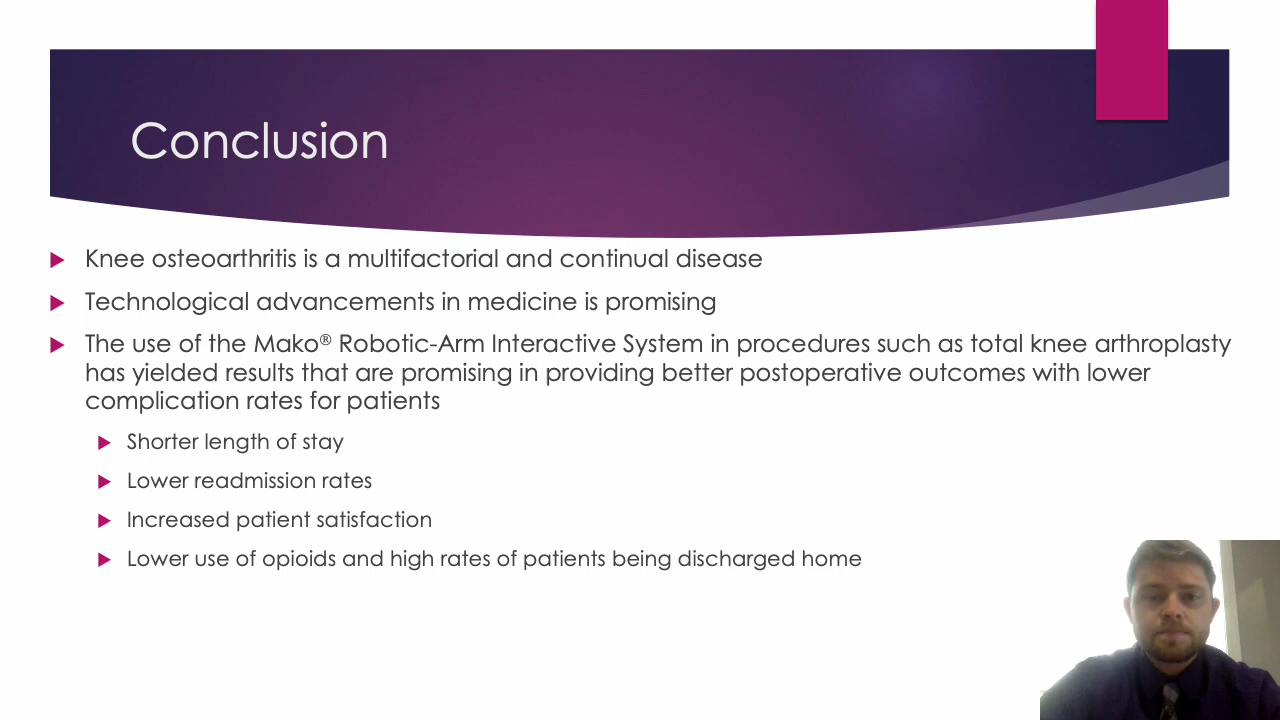 Conclusion
Knee osteoarthritis is a multifactorial and continual disease
Technological advancements in medicine is promising
The use of the Mako® Robotic-Arm Interactive System in procedures such as total knee arthroplasty
has yielded results that are promising in providing better postoperative outcomes with lower
complication rates for patients
Shorter length of stay
Lower readmission rates
Increased patient satisfaction
Lower use of opioids and high rates of patients being discharged home